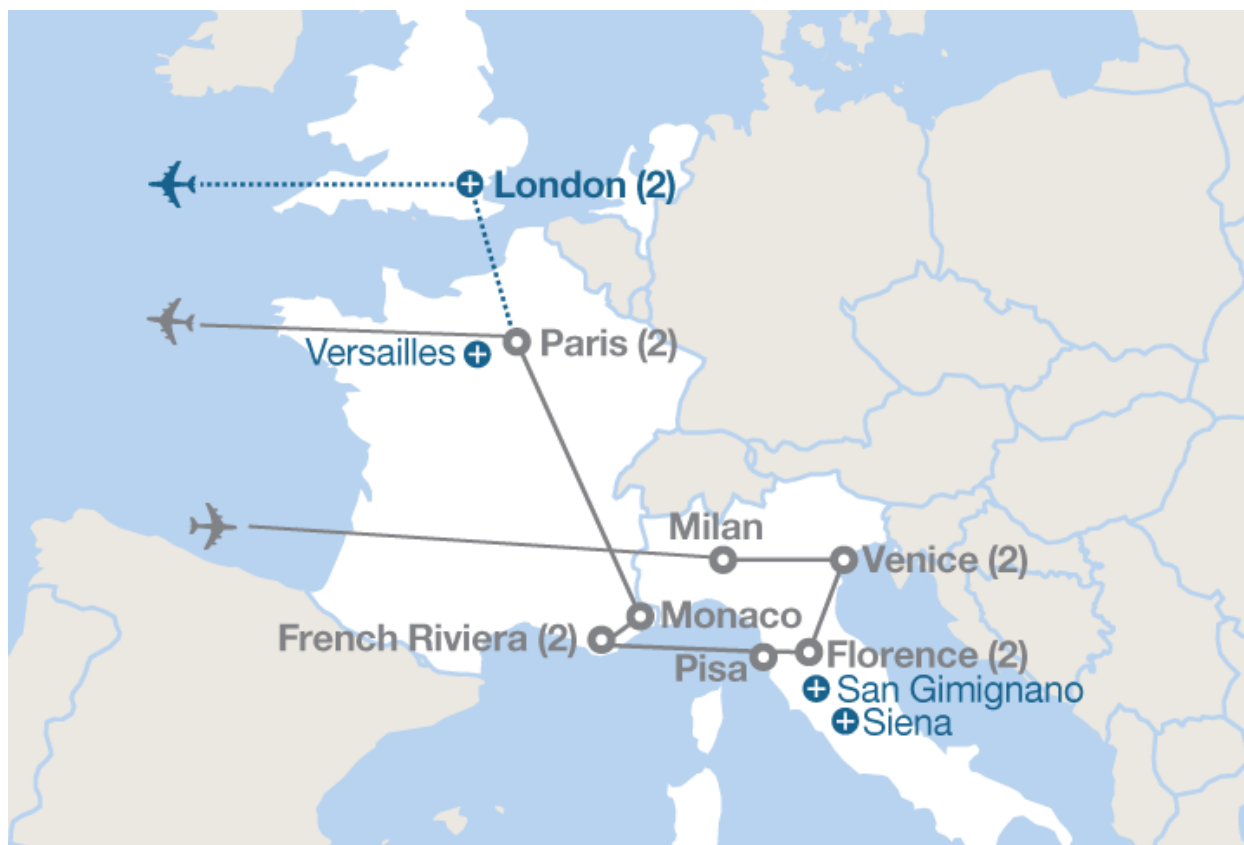 London (2)
Paris (2)
Versailles
Milan
Venice (2)
Monaco
French Riviera (2)
Florence (2)
Pisa
San Gimignano
Siena